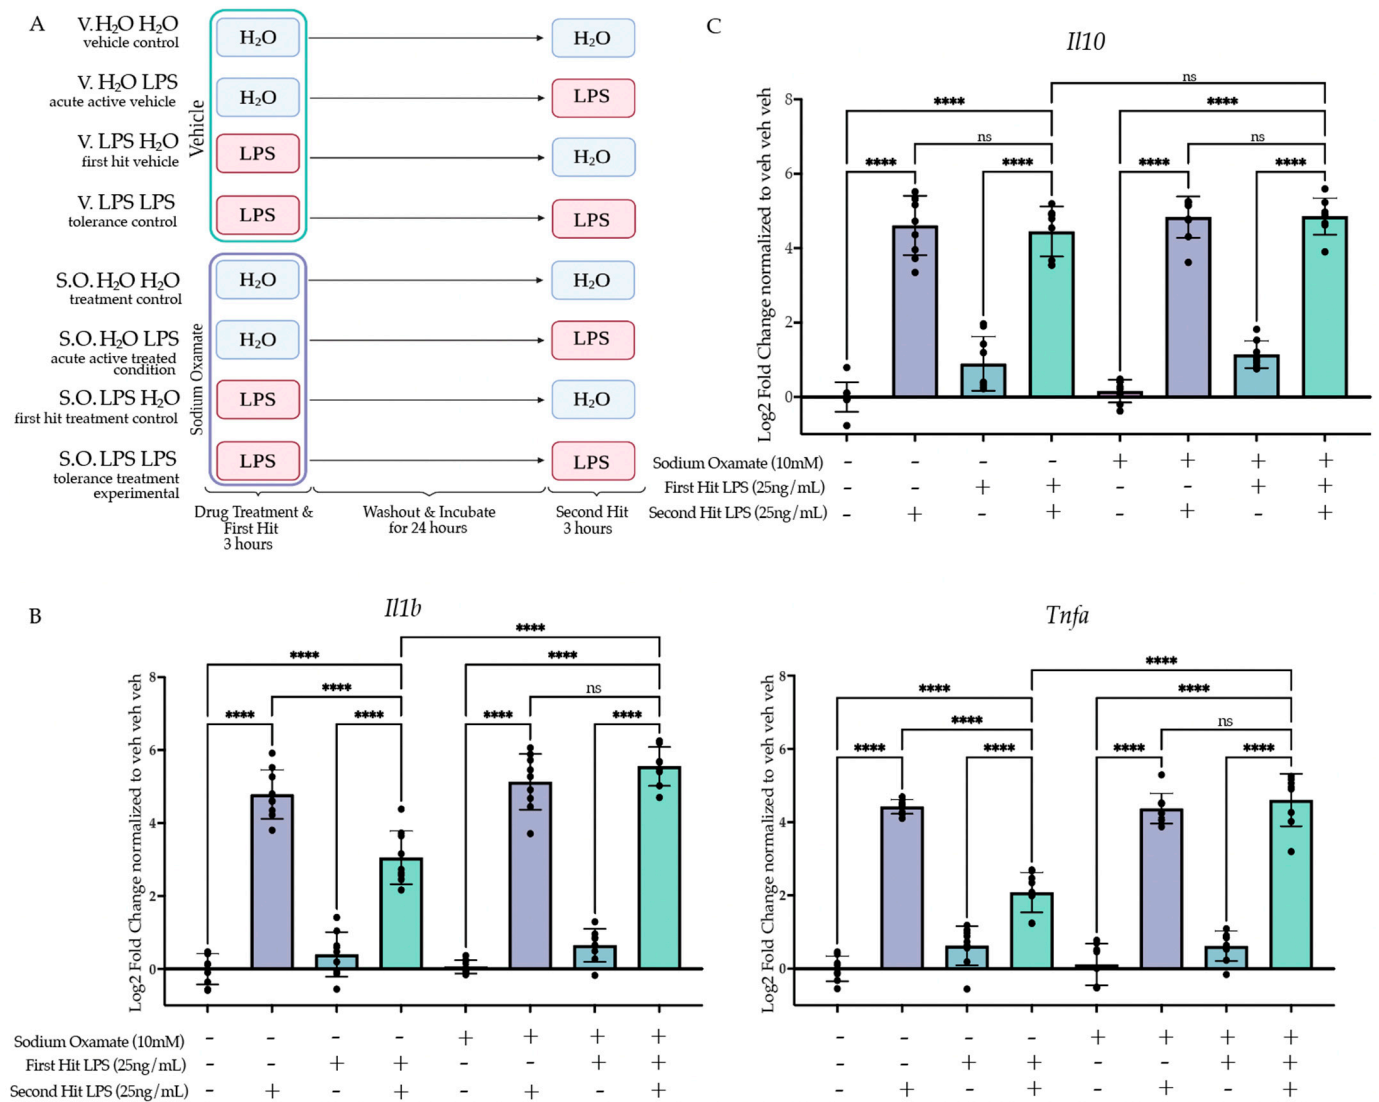 A
V. H2O H2O
vehicle control
H2O
H2O
V. H2O LPS
acute active vehicle
H2O
LPS
V. LPS H2O
first hit vehicle
LPS
H2O
V. LPS LPS
tolerance control
LPS
LPS
Vehicle
S.O. H2O H2O
treatment control
H2O
H2O
S.O. H2O LPS
acute active treated
condition
H2O
LPS
S.O. LPS H2O
first hit treatment control
LPS
H2O
S.O. LPS LPS
tolerance treatment
experimental
LPS
LPS
Sodium Oxamate
Drug Treatment &
First Hit
3 hours
Washout & Incubate
for 24 hours
Second Hit
3 hours
C
Il10
Log2 Fold Change normalized to veh veh
8
6
4
2
0
ns
**** ****
ns ns
**** **** **** ****
Sodium Oxamate (10mM) - - - - + + + +
First Hit LPS (25ng/mL) - - + + - - + +
Second Hit LPS (25ng/mL) - + - + - + - +
B
Il1b
Log2 Fold Change normalized to veh veh
8
6
4
2
0
****
**** ****
**** ns
**** **** **** ****
Sodium Oxamate (10mM) - - - - + + + +
First Hit LPS (25ng/mL) - - + + - - + +
Second Hit LPS (25ng/mL) - + - + - + - +
Tnfa
Log2 Fold Change normalized to veh veh
8
6
4
2
0
****
**** ****
**** ns
**** **** **** ****
- - - - + + + +
- - + + - - + +
- + - + - + - +